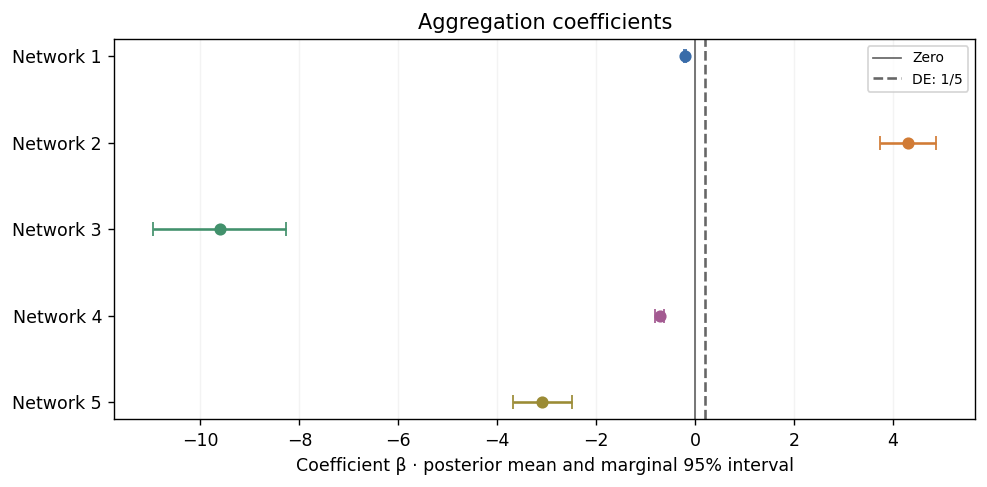 Aggregation coefficients
Network 1
Network 2
Network 3
Network 4
Network 5
Zero
DE: 1/5
−10
−8
−6
−4
−2
0
2
4
Coefficient β · posterior mean and marginal 95% interval